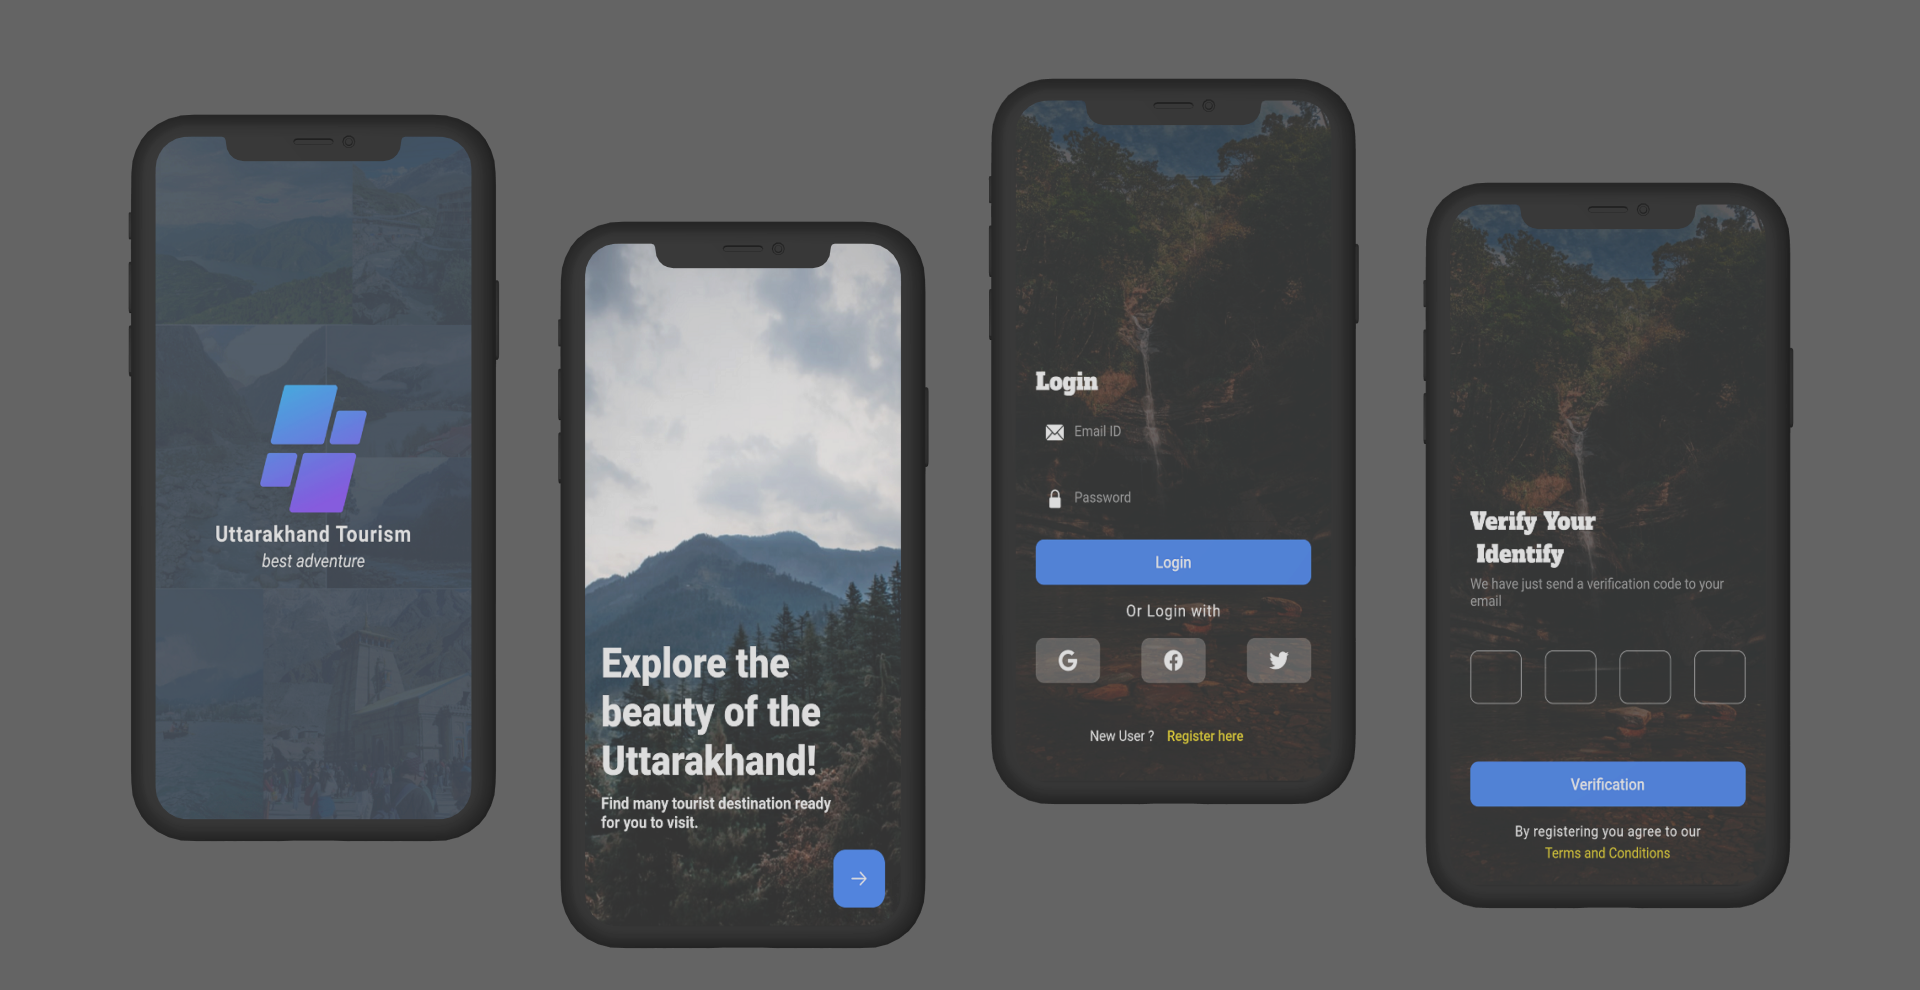 Uttarakhand Tourism
best adventure
Explore the
beauty of the
Uttarakhand!
Find many tourist destination ready
for you to visit.
Login
Email ID
Password
Login
Or Login with
New User ? Register here
Verify Your
Identify
We have just send a verification code to your
email
Verification
By registering you agree to our
Terms and Conditions